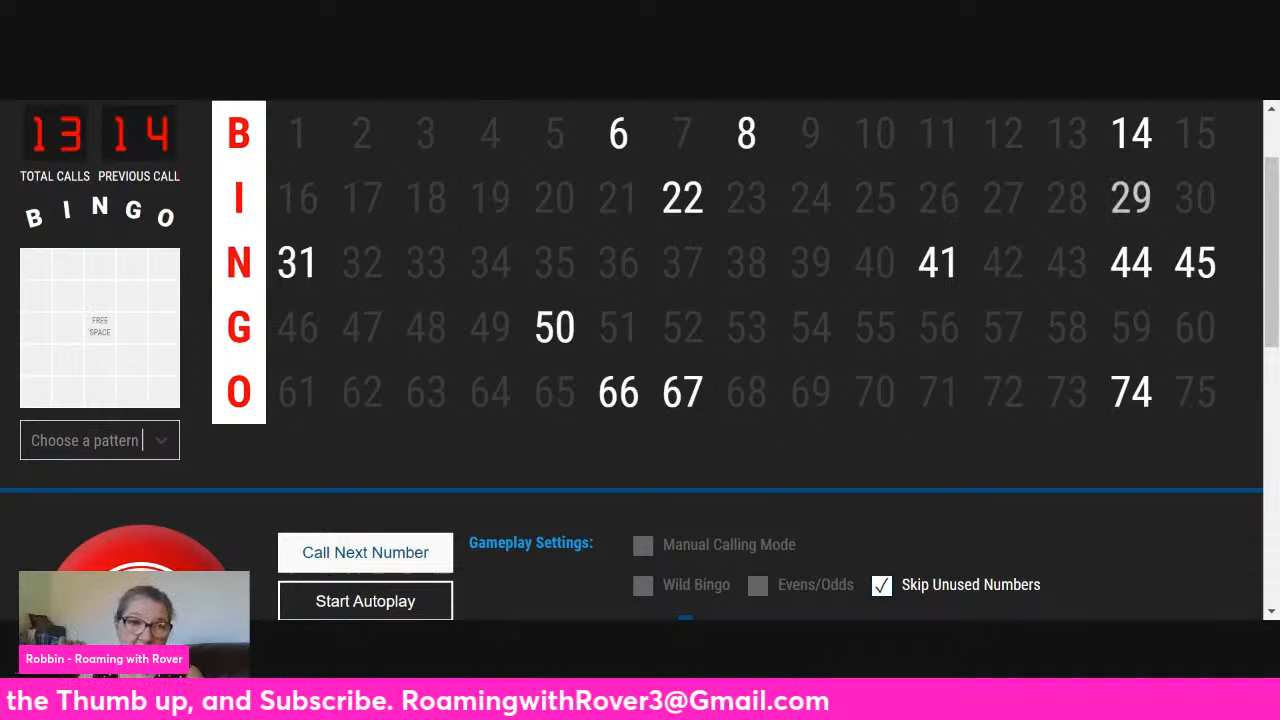 13 14
TOTAL CALLS PREVIOUS CALL
B I N G O
FREE
SPACE
Choose a pattern
B 1 2 3 4 5 6 7 8 9 10 11 12 13 14 15
I 16 17 18 19 20 21 22 23 24 25 26 27 28 29 30
N 31 32 33 34 35 36 37 38 39 40 41 42 43 44 45
G 46 47 48 49 50 51 52 53 54 55 56 57 58 59 60
O 61 62 63 64 65 66 67 68 69 70 71 72 73 74 75
Call Next Number
Start Autoplay
Gameplay Settings:
Manual Calling Mode
Wild Bingo Evens/Odds Skip Unused Numbers
Robbin - Roaming with Rover
the Thumb up, and Subscribe. RoamingwithRover3@Gmail.com